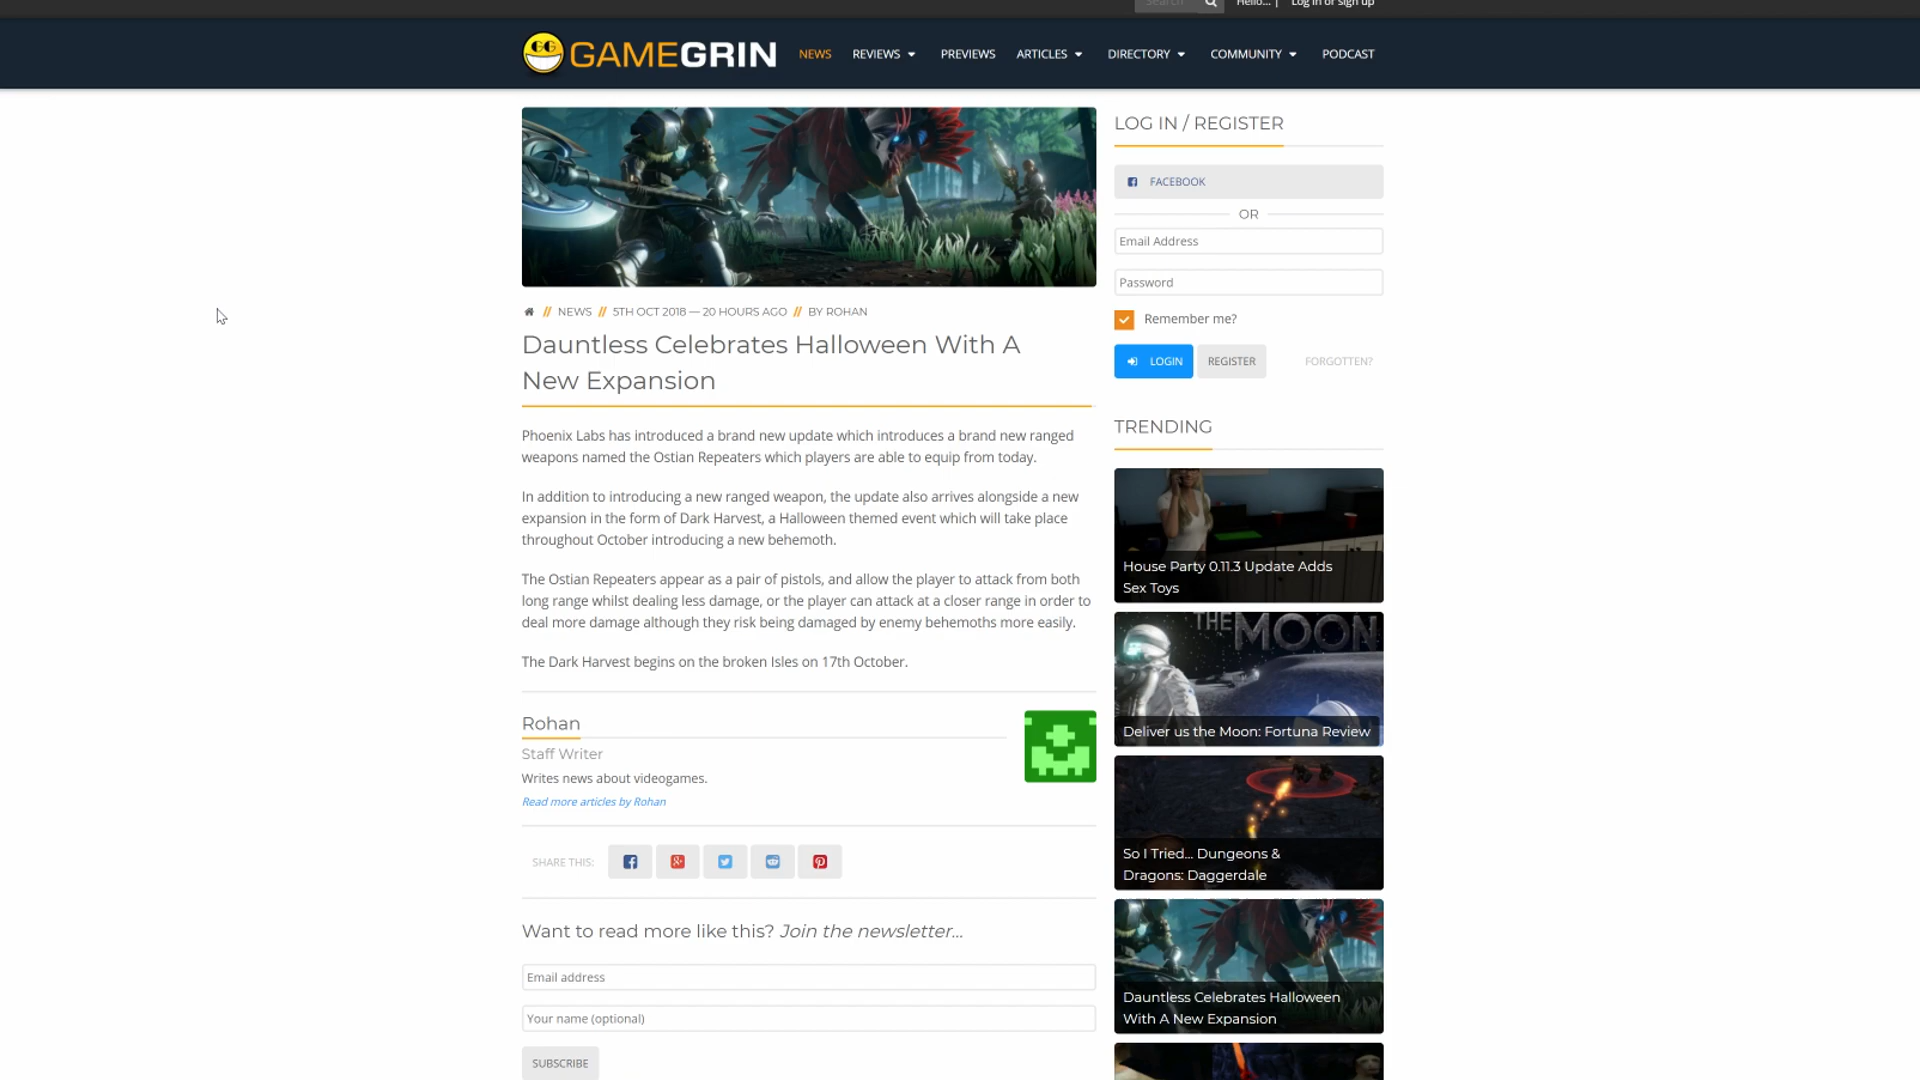 Search Hello... | Log in or sign up
GAMEGRIN NEWS REVIEWS PREVIEWS ARTICLES DIRECTORY COMMUNITY PODCAST
NEWS // 5TH OCT 2018 — 20 HOURS AGO // BY ROHAN
Dauntless Celebrates Halloween With A
New Expansion
Phoenix Labs has introduced a brand new update which introduces a brand new ranged
weapons named the Ostian Repeaters which players are able to equip from today.
In addition to introducing a new ranged weapon, the update also arrives alongside a new
expansion in the form of Dark Harvest, a Halloween themed event which will take place
throughout October introducing a new behemoth.
The Ostian Repeaters appear as a pair of pistols, and allow the player to attack from both
long range whilst dealing less damage, or the player can attack at a closer range in order to
deal more damage although they risk being damaged by enemy behemoths more easily.
The Dark Harvest begins on the broken Isles on 17th October.
Rohan
Staff Writer
Writes news about videogames.
Read more articles by Rohan
SHARE THIS:
Want to read more like this? Join the newsletter...
Email address
Your name (optional)
SUBSCRIBE
LOG IN / REGISTER
FACEBOOK
OR
Email Address
Password
Remember me?
LOGIN REGISTER FORGOTTEN?
TRENDING
House Party 0.11.3 Update Adds
Sex Toys
THE MOON
Deliver us the Moon: Fortuna Review
So I Tried... Dungeons &
Dragons: Daggerdale
Dauntless Celebrates Halloween
With A New Expansion